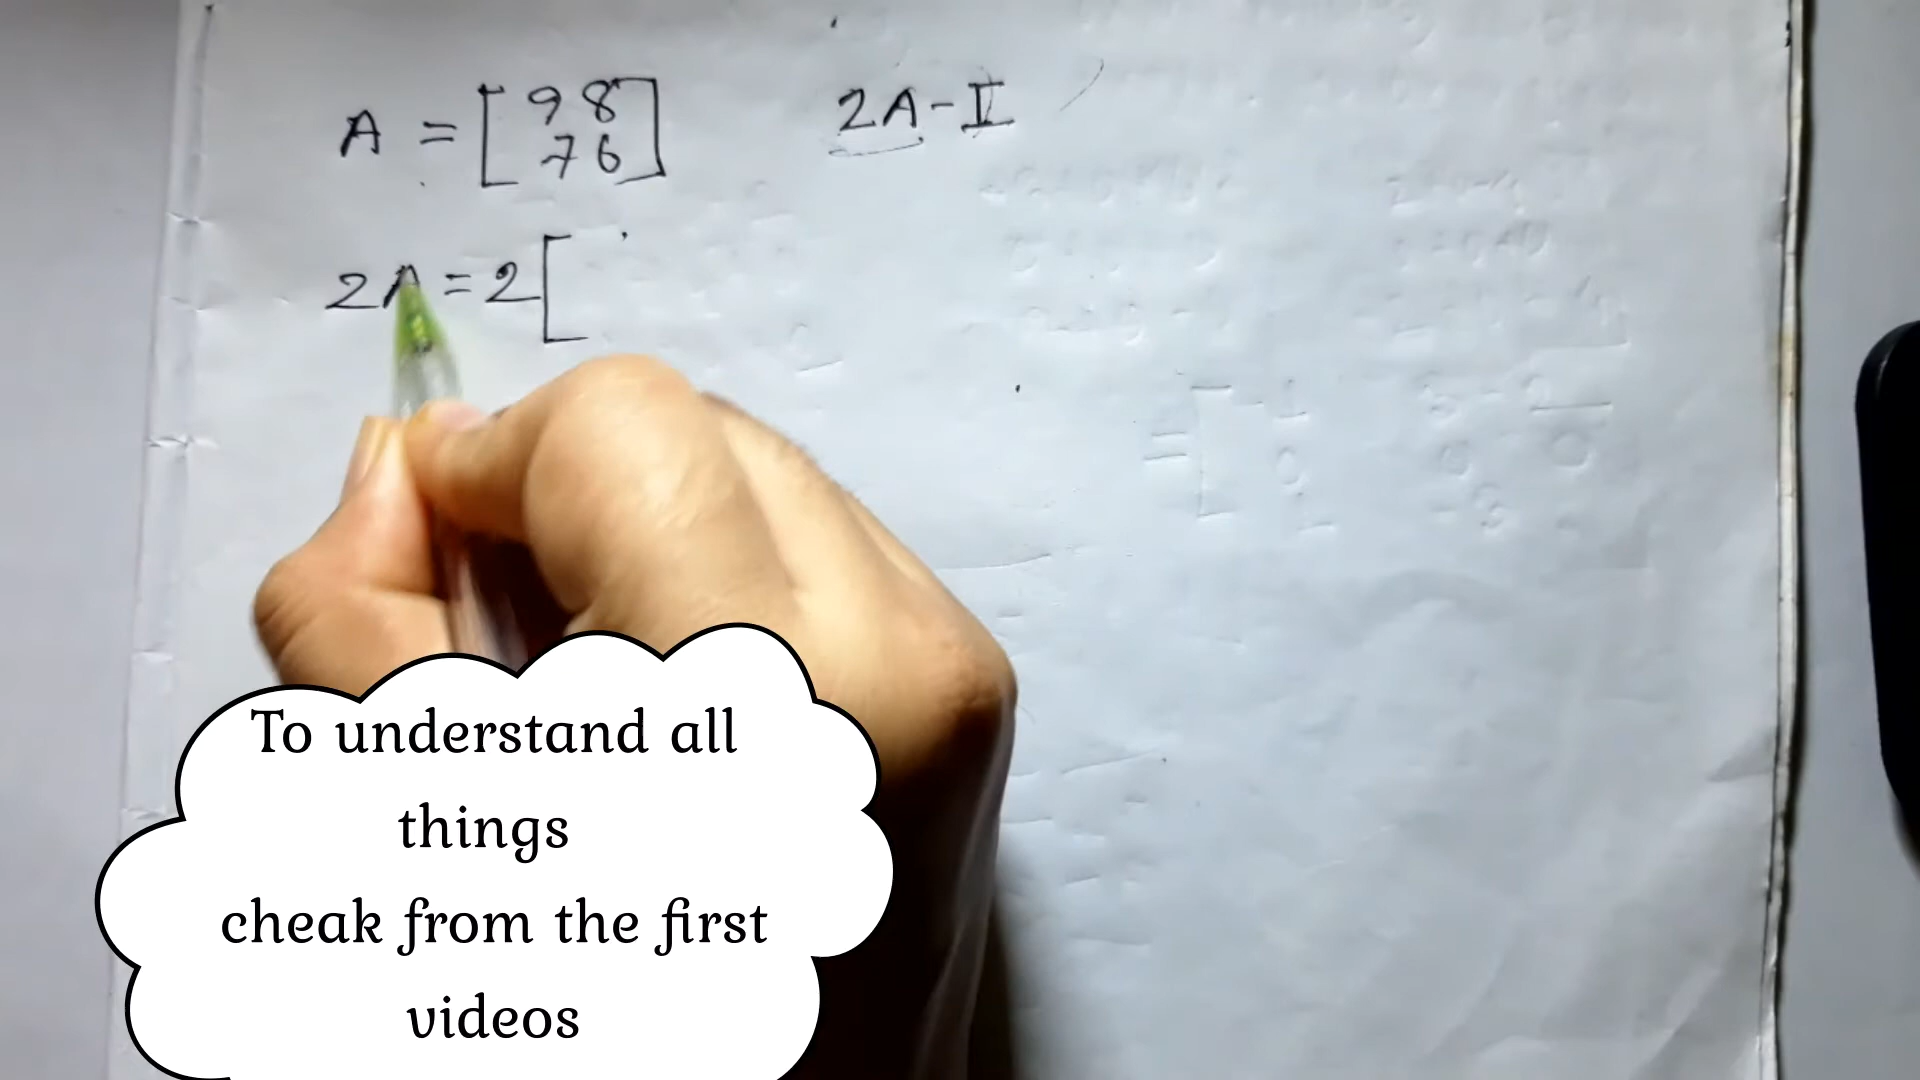 A = [ 9 8
7 6 ]
2A - I
2A = 2 [
To understand all
things
cheak from the first
videos